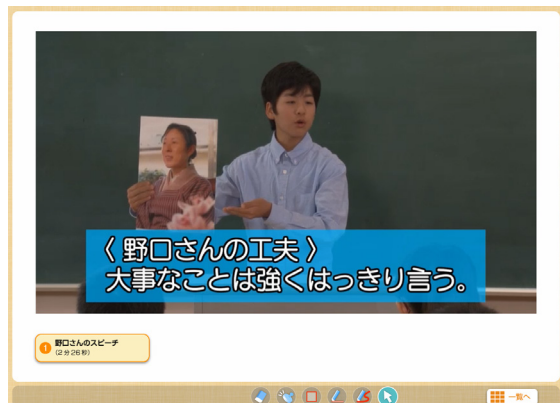 〈 野口さんの工夫 〉
大事なことは強くはっきり言う。
1 野口さんのスピーチ
(2分26秒)
一覧へ